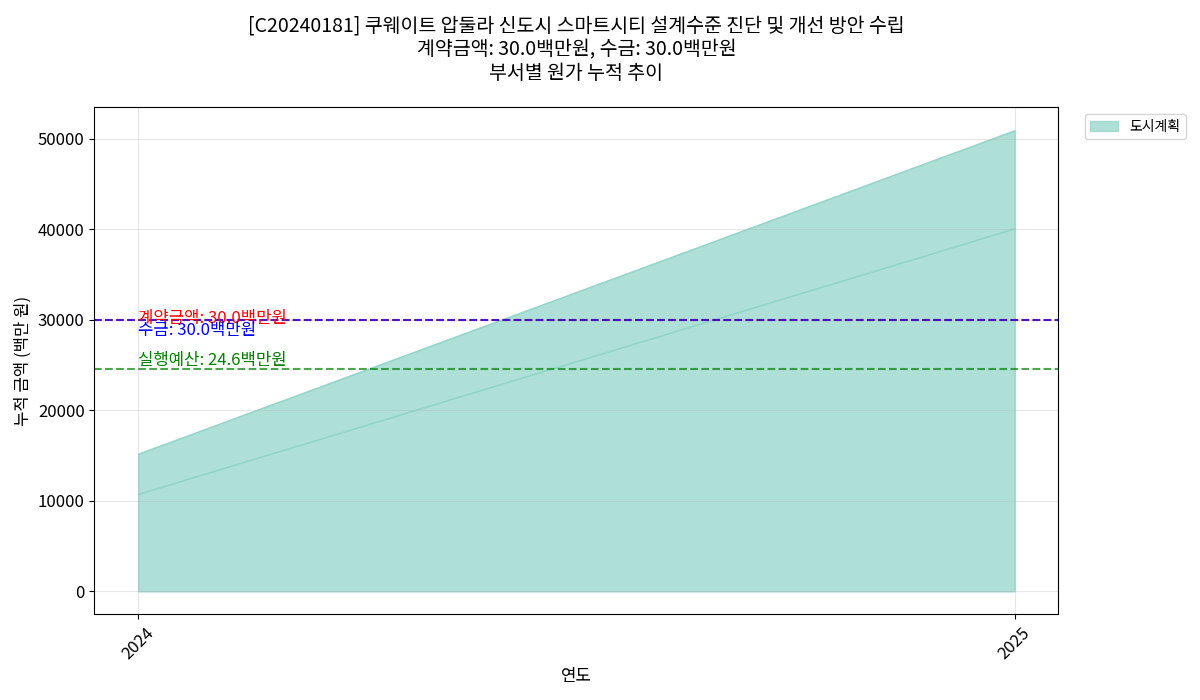 [C20240181] 쿠웨이트 압둘라 신도시 스마트시티 설계수준 진단 및 개선 방안 수립
계약금액: 30.0백만원, 수금: 30.0백만원
부서별 원가 누적 추이
도시계획
누적 금액 (백만 원)
50000
40000
30000
20000
10000
0
계약금액: 30.0백만원
수금: 30.0백만원
실행예산: 24.6백만원
2024
2025
연도